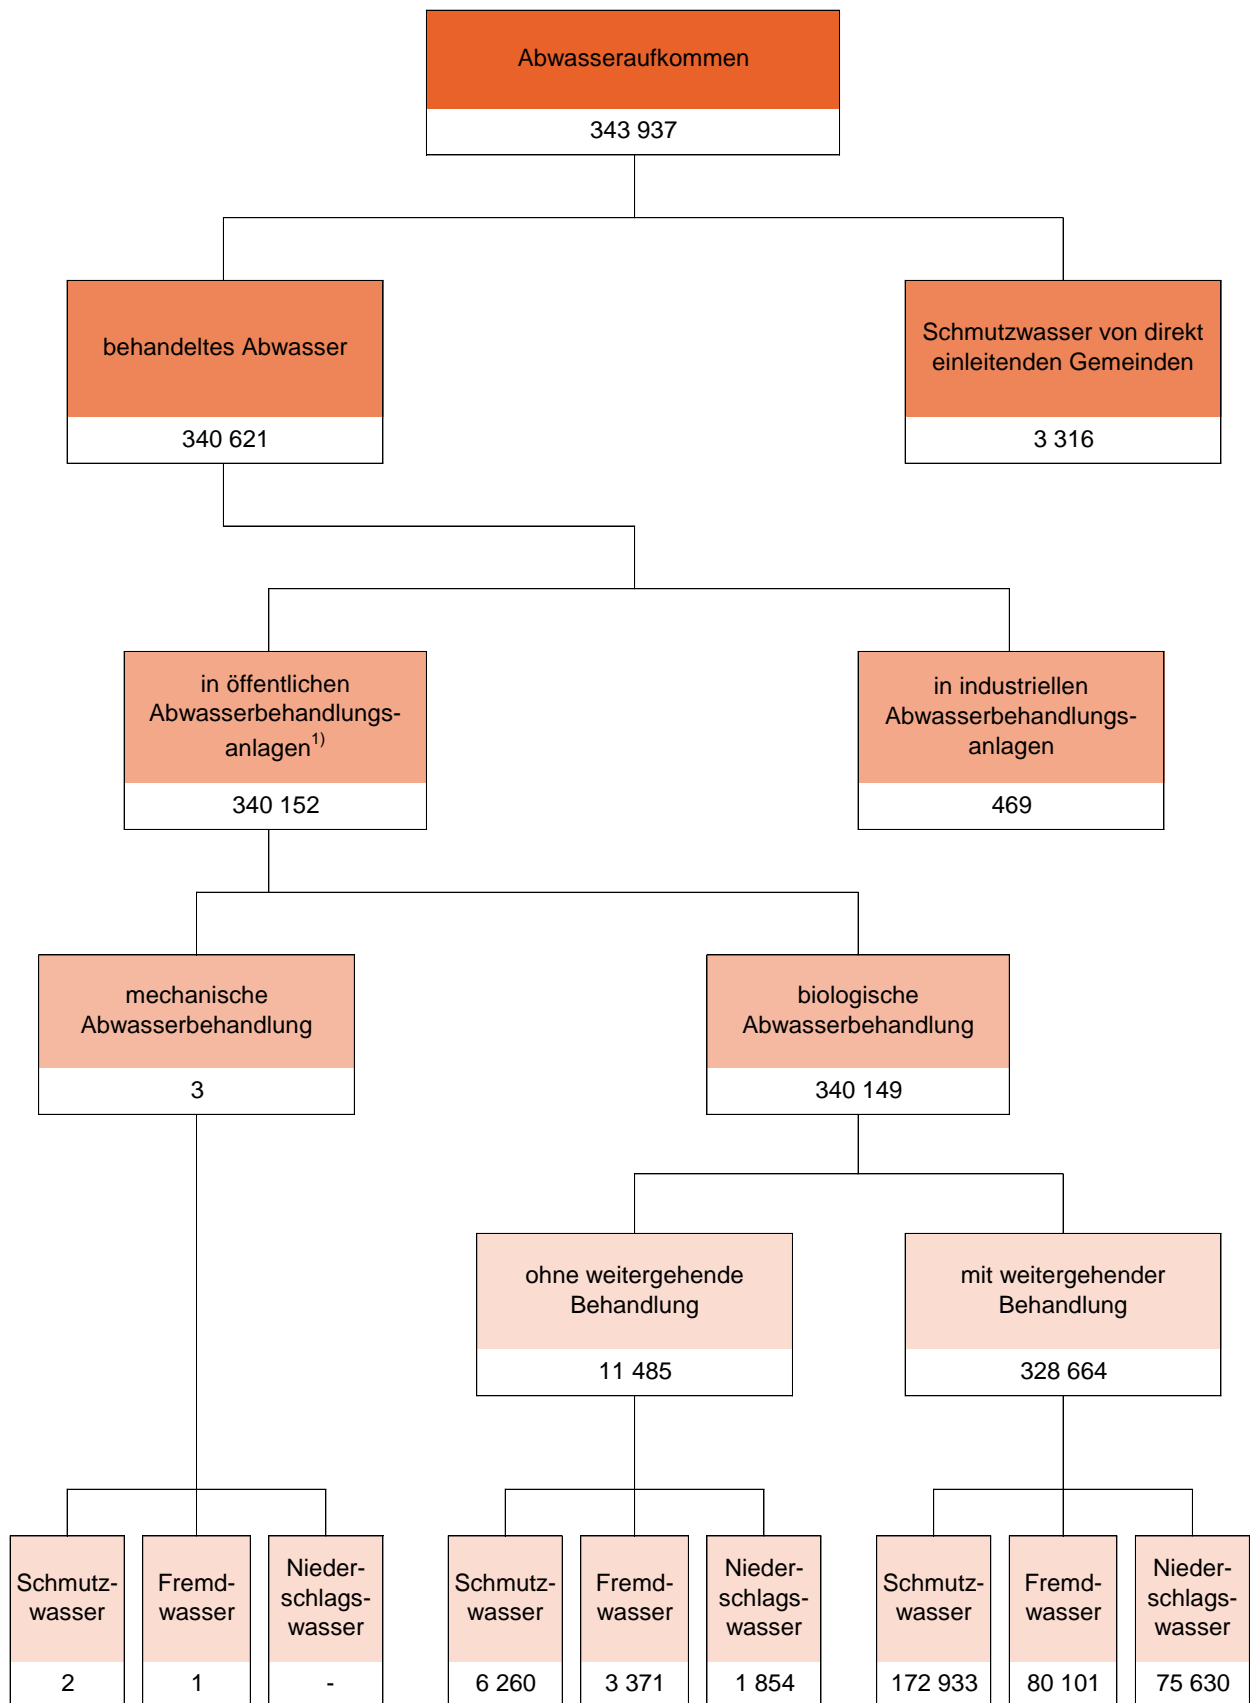 Abwasseraufkommen
343 937
behandeltes Abwasser
340 621
Schmutzwasser von direkt
einleitenden Gemeinden
3 316
in öffentlichen
Abwasserbehandlungs-
anlagen1)
340 152
in industriellen
Abwasserbehandlungs-
anlagen
469
mechanische
Abwasserbehandlung
3
biologische
Abwasserbehandlung
340 149
ohne weitergehende
Behandlung
11 485
mit weitergehender
Behandlung
328 664
Schmutz-
wasser
2
Fremd-
wasser
1
Nieder-
schlags-
wasser
-
Schmutz-
wasser
6 260
Fremd-
wasser
3 371
Nieder-
schlags-
wasser
1 854
Schmutz-
wasser
172 933
Fremd-
wasser
80 101
Nieder-
schlags-
wasser
75 630